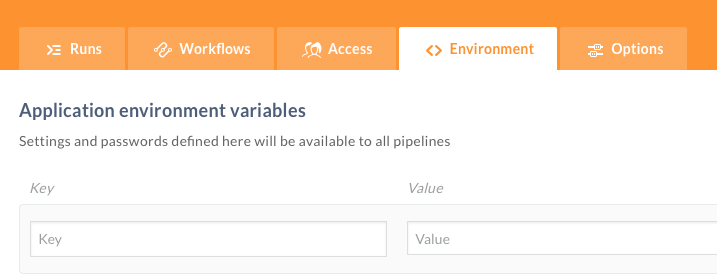 Runs Workflows Access Environment Options
Application environment variables
Settings and passwords defined here will be available to all pipelines
Key Value
Key Value